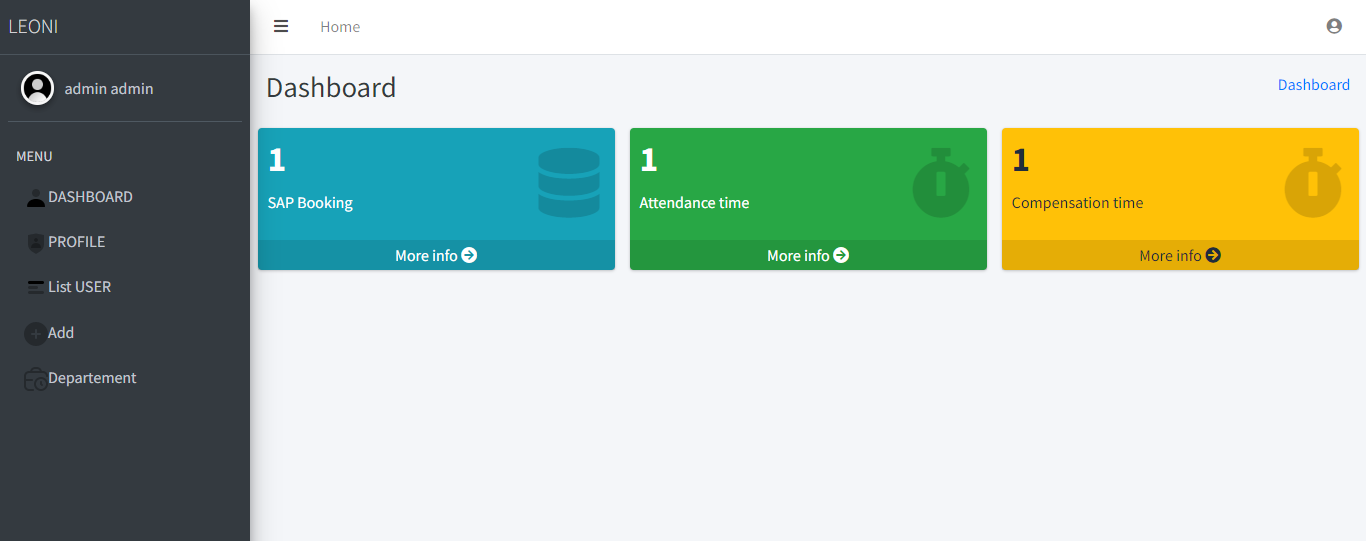 LEONI
Home
admin admin
Dashboard
Dashboard
MENU
DASHBOARD
PROFILE
List USER
Add
Departement
1
SAP Booking
More info
1
Attendance time
More info
1
Compensation time
More info